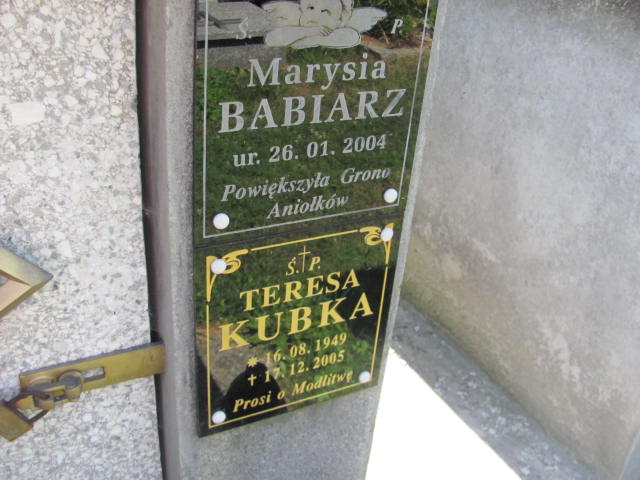 Ś. P.
Marysia
BABIARZ
ur. 26. 01. 2004
Powiększyła Grono
Aniołków
Ś.†P.
TERESA
KUBKA
* 16. 08. 1949
† 17. 12. 2005
Prosi o Modlitwę